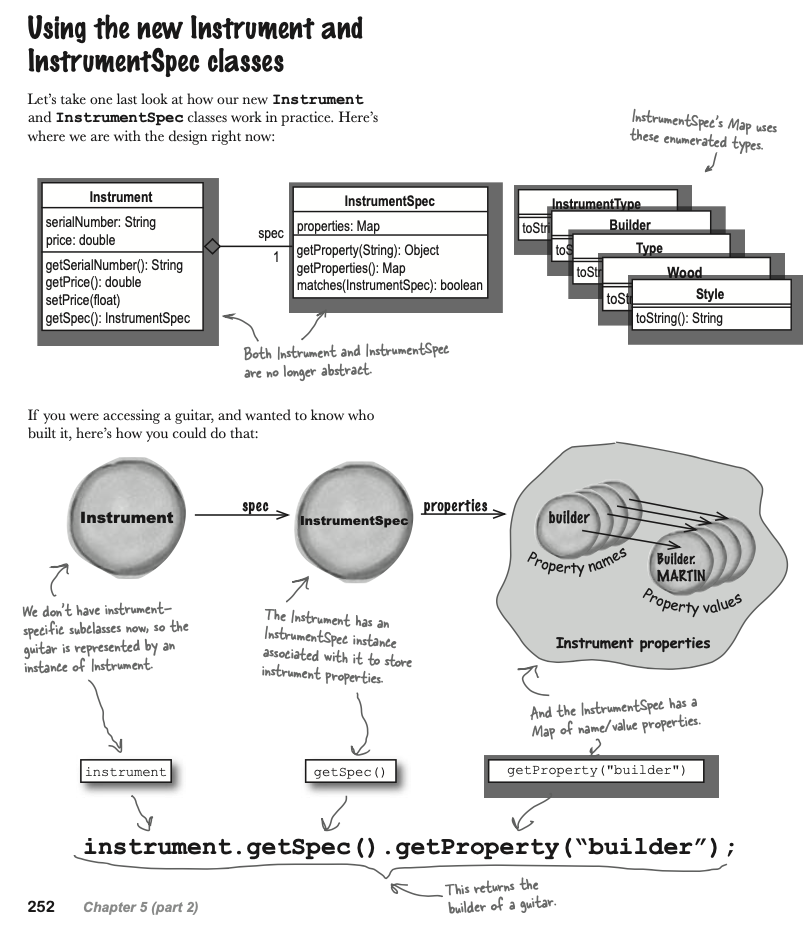 Using the new Instrument and
InstrumentSpec classes
Let's take one last look at how our new Instrument
and InstrumentSpec classes work in practice. Here's
where we are with the design right now:
InstrumentSpec's Map uses
these enumerated types.
Instrument
serialNumber: String
price: double
getSerialNumber(): String
getPrice(): double
setPrice(float)
getSpec(): InstrumentSpec
spec
1
InstrumentSpec
properties: Map
getProperty(String): Object
getProperties(): Map
matches(InstrumentSpec): boolean
InstrumentType
toStri
Builder
toS
Type
toSt
Wood
toSt
Style
toString(): String
Both Instrument and InstrumentSpec
are no longer abstract.
If you were accessing a guitar, and wanted to know who
built it, here's how you could do that:
Instrument
spec
InstrumentSpec
properties
builder
Property names
Builder.
MARTIN
Property values
Instrument properties
We don't have instrument-
specific subclasses now, so the
guitar is represented by an
instance of Instrument.
The Instrument has an
InstrumentSpec instance
associated with it to store
instrument properties.
And the InstrumentSpec has a
Map of name/value properties.
instrument
getSpec()
getProperty("builder")
instrument.getSpec().getProperty(“builder”);
This returns the
builder of a guitar.
252 Chapter 5 (part 2)